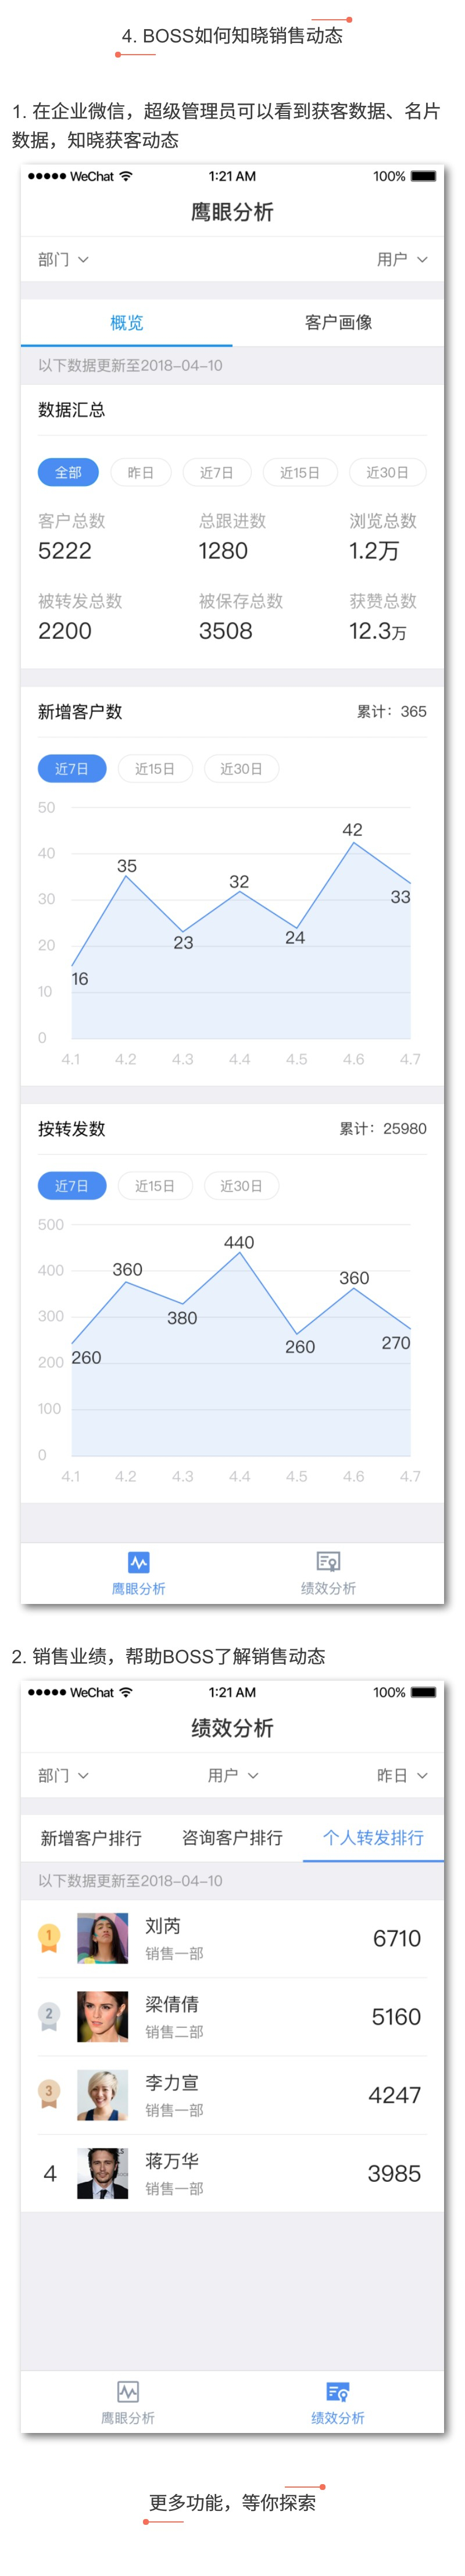 4. BOSS如何知晓销售动态
1. 在企业微信，超级管理员可以看到获客数据、名片
数据，知晓获客动态
WeChat 1:21 AM 100%
鹰眼分析
部门 用户
概览 客户画像
以下数据更新至2018-04-10
数据汇总
全部 昨日 近7日 近15日 近30日
客户总数 总跟进数 浏览总数
5222 1280 1.2万
被转发总数 被保存总数 获赞总数
2200 3508 12.3万
新增客户数 累计：365
近7日 近15日 近30日
50
42
40
35
32
30
33
23
24
20
16
10
0
4.1 4.2 4.3 4.4 4.5 4.6 4.7
按转发数 累计：25980
近7日 近15日 近30日
500
440
400
360
360
300
380
260
270
200
260
100
0
4.1 4.2 4.3 4.4 4.5 4.6 4.7
鹰眼分析 绩效分析
2. 销售业绩，帮助BOSS了解销售动态
WeChat 1:21 AM 100%
绩效分析
部门 用户 昨日
新增客户排行 咨询客户排行 个人转发排行
以下数据更新至2018-04-10
1 刘芮 6710
销售一部
2 梁倩倩 5160
销售二部
3 李力宣 4247
销售一部
4 蒋万华 3985
销售一部
鹰眼分析 绩效分析
更多功能，等你探索